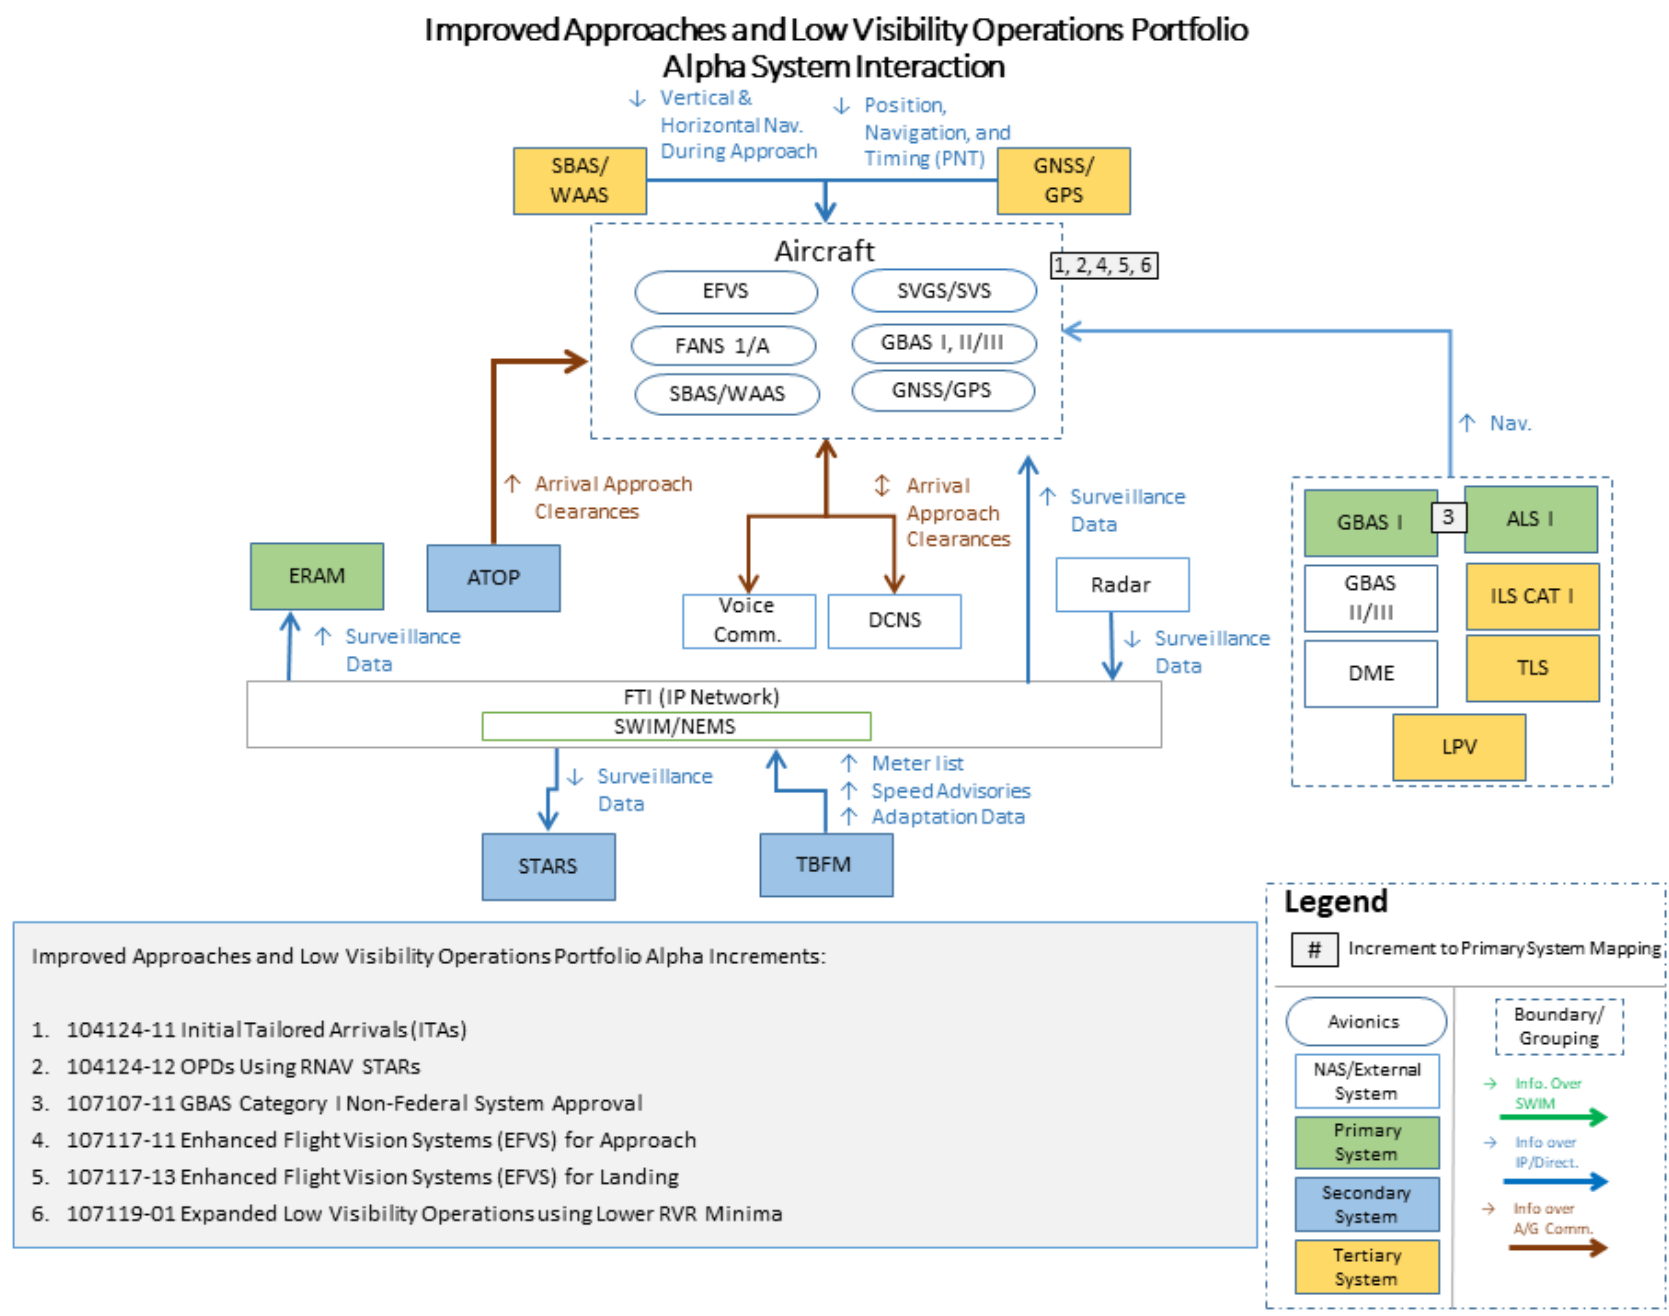 Improved Approaches and Low Visibility Operations Portfolio
Alpha System Interaction
↓ Vertical &
Horizontal Nav.
During Approach
↓ Position,
Navigation, and
Timing (PNT)
SBAS/
WAAS
GNSS/
GPS
Aircraft
1, 2, 4, 5, 6
EFVS
SVGS/SVS
FANS 1/A
GBAS I, II/III
SBAS/WAAS
GNSS/GPS
↑ Nav.
↑ Arrival Approach
Clearances
↕ Arrival
Approach
Clearances
↑ Surveillance
Data
GBAS I
3
ALS I
GBAS
II/III
ILS CAT I
DME
TLS
LPV
ERAM
ATOP
Voice
Comm.
DCNS
Radar
↑ Surveillance
Data
↓ Surveillance
Data
FTI (IP Network)
SWIM/NEMS
↓ Surveillance
Data
↑ Meter list
↑ Speed Advisories
↑ Adaptation Data
STARS
TBFM
Improved Approaches and Low Visibility Operations Portfolio Alpha Increments:
1. 104124-11 Initial Tailored Arrivals (ITAs)
2. 104124-12 OPDs Using RNAV STARs
3. 107107-11 GBAS Category I Non-Federal System Approval
4. 107117-11 Enhanced Flight Vision Systems (EFVS) for Approach
5. 107117-13 Enhanced Flight Vision Systems (EFVS) for Landing
6. 107119-01 Expanded Low Visibility Operations using Lower RVR Minima
Legend
# Increment to Primary System Mapping
Avionics
NAS/External
System
Primary
System
Secondary
System
Tertiary
System
Boundary/
Grouping
→ Info. Over
SWIM
→ Info over
IP/Direct.
→ Info over
A/G Comm.